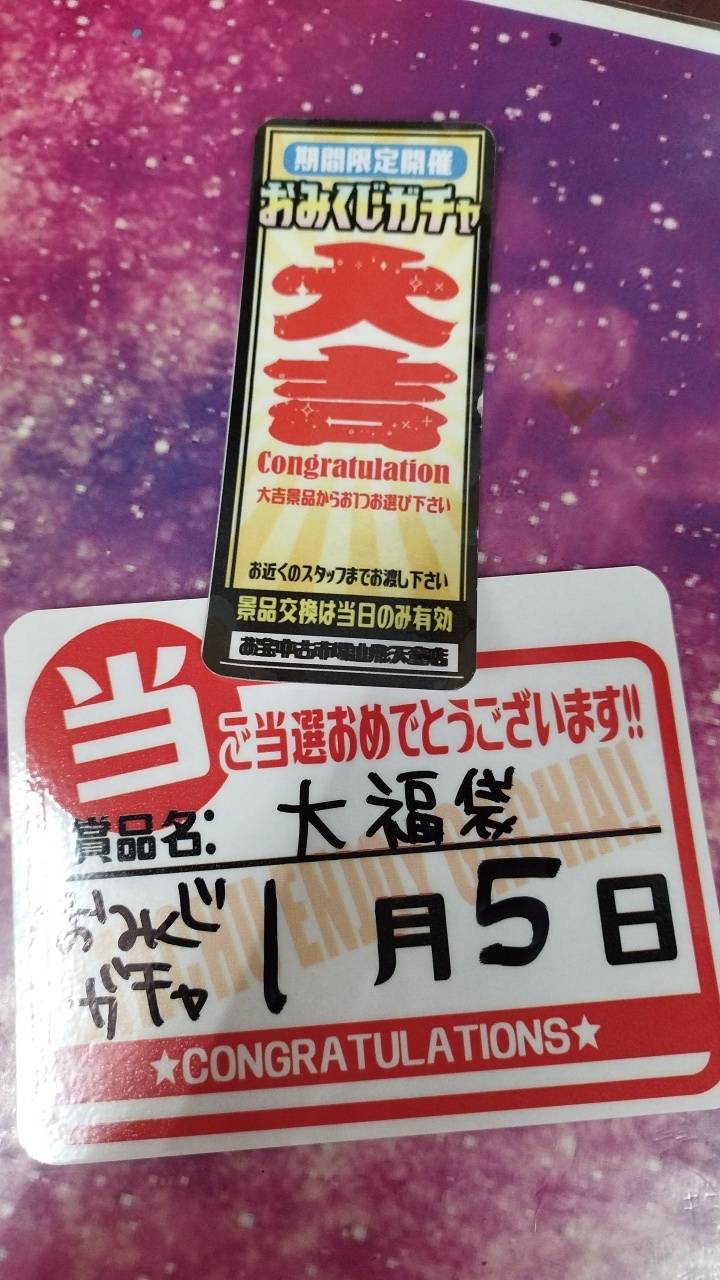 期間限定開催
おみくじガチャ
大吉
Congratulation
大吉景品からお1つお選び下さい
お近くのスタッフまでお渡し下さい
景品交換は当日のみ有効
お宝中古市場山形天童店
当
ご当選おめでとうございます!!
賞品名: 大福袋
おみくじ
ガチャ
1月5日
★CONGRATULATIONS★